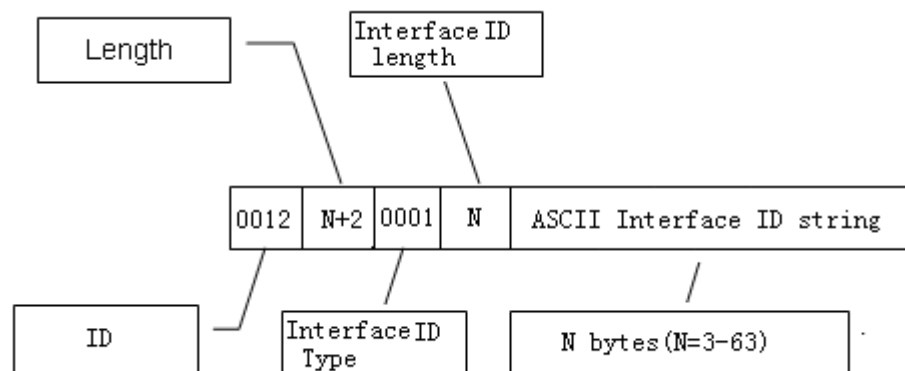 Length
Interface ID
length
0012 N+2 0001 N ASCII Interface ID string
ID
Interface ID
Type
N bytes(N=3-63)